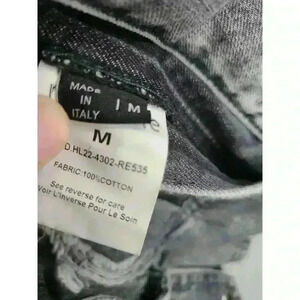 MADE
IN
ITALY
I M
M
D.HL22-4302-RE535
FABRIC:100%COTTON
See reverse for care
Voir L'inverse Pour Le Soin